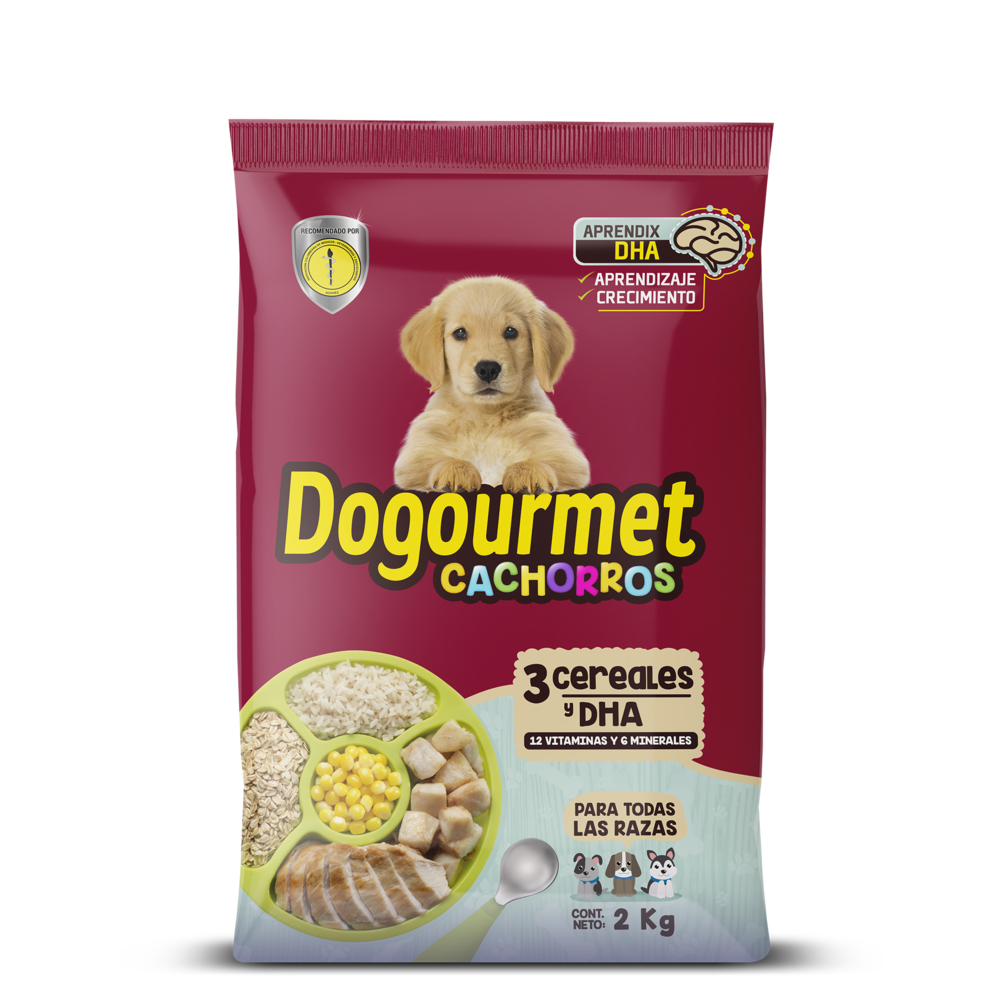 RECOMENDADO POR
APRENDIX
DHA
APRENDIZAJE
CRECIMIENTO
Dogourmet
CACHORROS
3 cereales
y DHA
12 VITAMINAS Y 6 MINERALES
PARA TODAS
LAS RAZAS
CONT.
NETO: 2 Kg